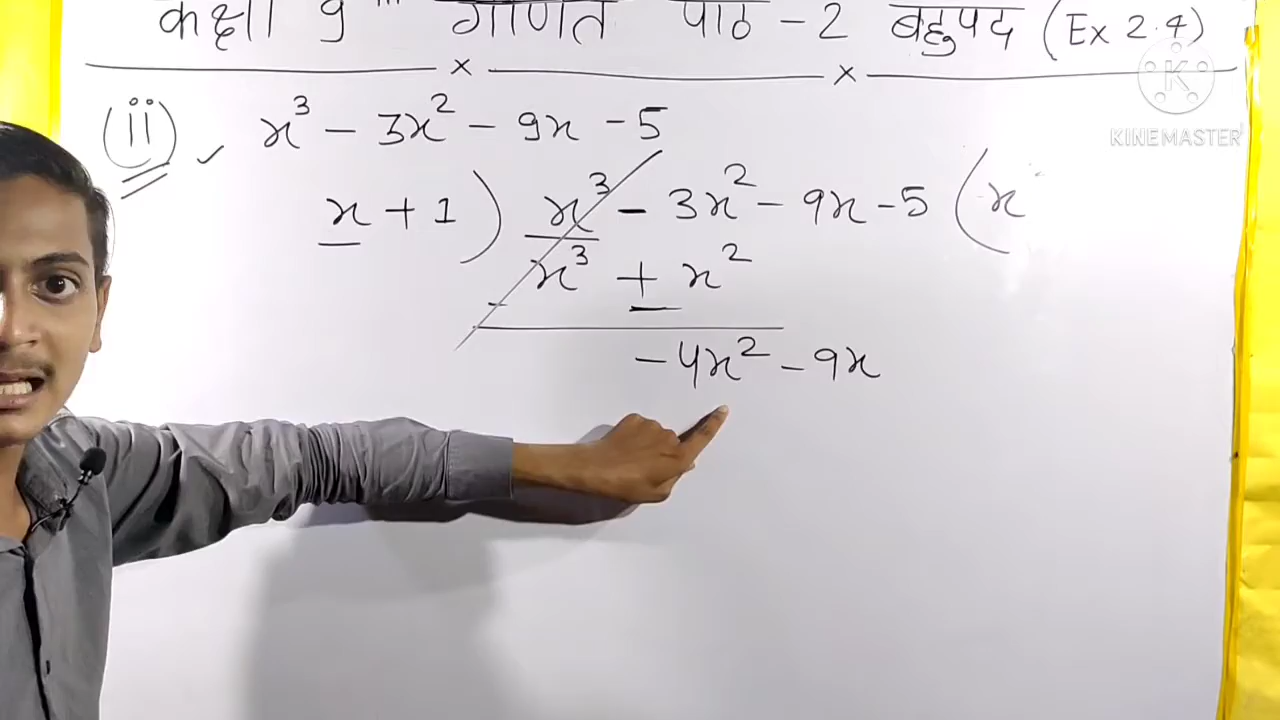 कक्षा 9th गणित पाठ - 2 बहुपद (Ex 2.4)
(ii) ✓ x³ - 3x² - 9x - 5
x + 1 ) x³ - 3x² - 9x - 5 ( x
x³ + x²
-
-4x² - 9x
KINEMASTER